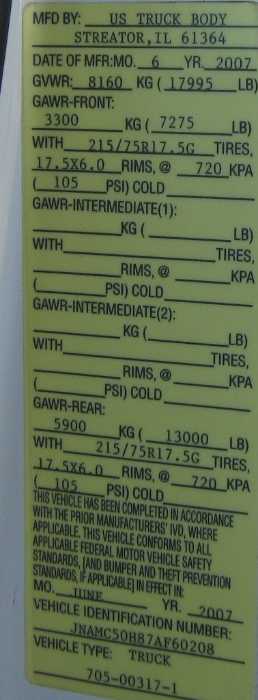 MFD BY: US TRUCK BODY
STREATOR,IL 61364
DATE OF MFR:MO. 6 YR. 2007
GVWR: 8160 KG ( 17995 LB)
GAWR-FRONT:
3300 KG ( 7275 LB)
WITH 215/75R17.5G TIRES,
17.5X6.0 RIMS, @ 720 KPA
( 105 PSI) COLD
GAWR-INTERMEDIATE(1):
KG ( LB)
WITH TIRES,
RIMS, @ KPA
( PSI) COLD
GAWR-INTERMEDIATE(2):
KG ( LB)
WITH TIRES,
RIMS, @ KPA
( PSI) COLD
GAWR-REAR:
5900 KG ( 13000 LB)
WITH 215/75R17.5G TIRES,
17.5X6.0 RIMS, @ 720 KPA
( 105 PSI) COLD
THIS VEHICLE HAS BEEN COMPLETED IN ACCORDANCE
WITH THE PRIOR MANUFACTURERS' IVD, WHERE
APPLICABLE. THIS VEHICLE CONFORMS TO ALL
APPLICABLE FEDERAL MOTOR VEHICLE SAFETY
STANDARDS, [AND BUMPER AND THEFT PREVENTION
STANDARDS, IF APPLICABLE] IN EFFECT IN:
MO. JUNE YR. 2007
VEHICLE IDENTIFICATION NUMBER:
JNAMC50H87AF60208
VEHICLE TYPE: TRUCK
705-00317-1